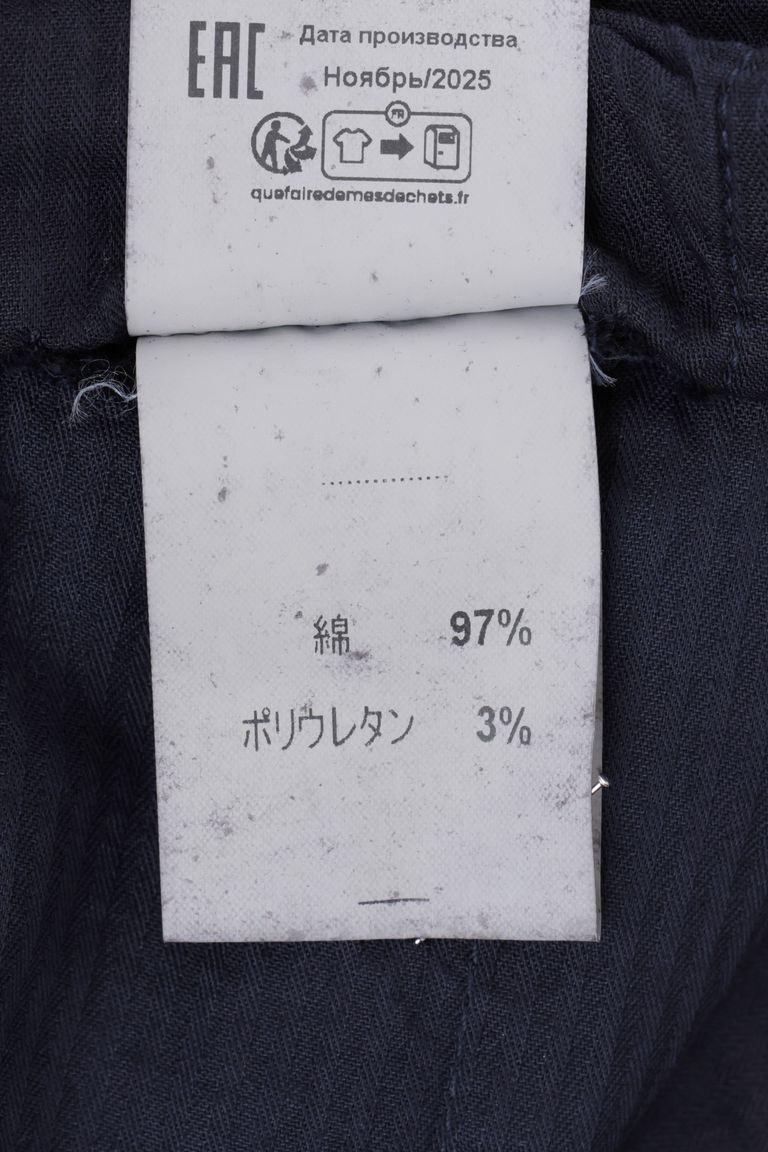 EAC
Дата производства
Ноябрь/2025
FR
quefairedemesdechets.fr
綿 97%
ポリウレタン 3%